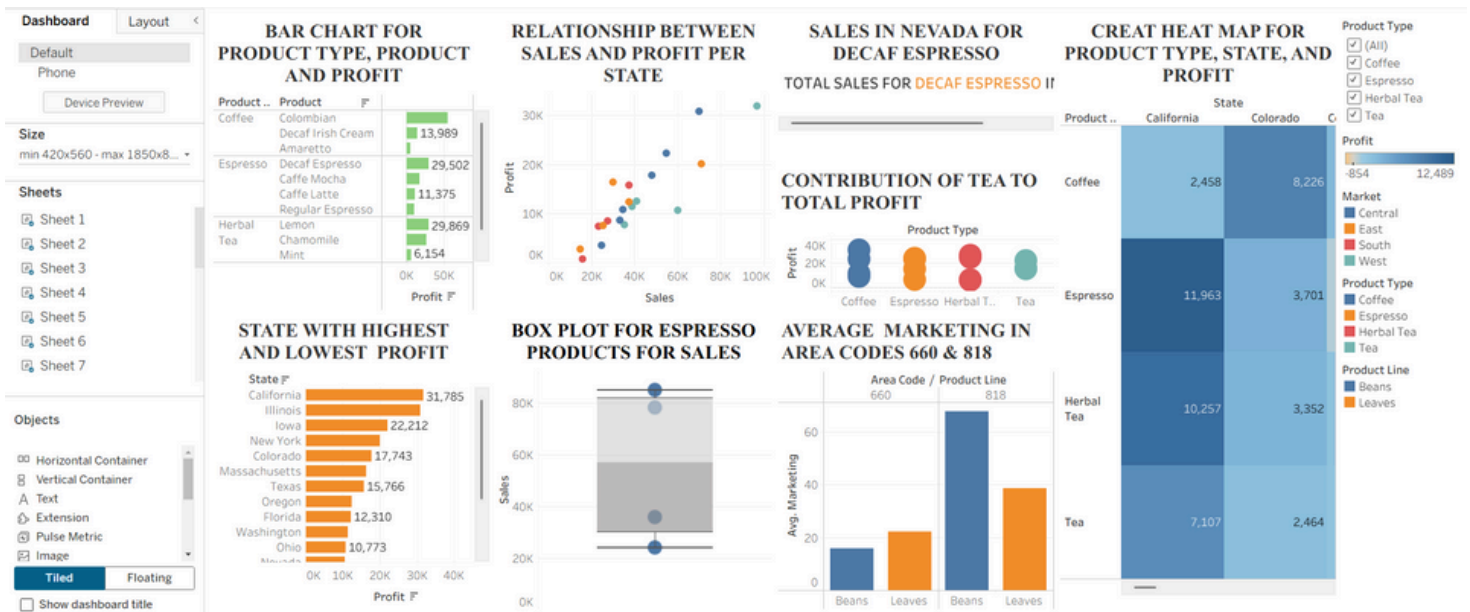 Dashboard
Layout
Default
Phone
Device Preview
Size
min 420x560 - max 1850x8...
Sheets
Sheet 1
Sheet 2
Sheet 3
Sheet 4
Sheet 5
Sheet 6
Sheet 7
Objects
Horizontal Container
Vertical Container
Text
Extension
Pulse Metric
Image
Tiled
Floating
Show dashboard title
BAR CHART FOR
PRODUCT TYPE, PRODUCT
AND PROFIT
Product .. Product
Coffee Colombian
Decaf Irish Cream 13,989
Amaretto
Espresso Decaf Espresso 29,502
Caffe Mocha
Caffe Latte 11,375
Regular Espresso
Herbal Lemon 29,869
Tea Chamomile
Mint 6,154
0K 50K
Profit
RELATIONSHIP BETWEEN
SALES AND PROFIT PER
STATE
30K
20K
10K
0K
Profit
0K 20K 40K 60K 80K 100K
Sales
SALES IN NEVADA FOR
DECAF ESPRESSO
TOTAL SALES FOR DECAF ESPRESSO II
CONTRIBUTION OF TEA TO
TOTAL PROFIT
Product Type
40K
20K
0K
Profit
Coffee Espresso Herbal T.. Tea
STATE WITH HIGHEST
AND LOWEST PROFIT
State
California 31,785
Illinois
Iowa 22,212
New York
Colorado 17,743
Massachusetts
Texas 15,766
Oregon
Florida 12,310
Washington
Ohio 10,773
Nevada
0K 10K 20K 30K 40K
Profit
BOX PLOT FOR ESPRESSO
PRODUCTS FOR SALES
80K
60K
40K
20K
0K
Sales
AVERAGE MARKETING IN
AREA CODES 660 & 818
Area Code / Product Line
660 818
60
40
20
0
Avg. Marketing
Beans Leaves Beans Leaves
CREAT HEAT MAP FOR
PRODUCT TYPE, STATE, AND
PROFIT
State
Product .. California Colorado C
Coffee 2,458 8,226
Espresso 11,963 3,701
Herbal
Tea 10,257 3,352
Tea 7,107 2,464
Product Type
(All)
Coffee
Espresso
Herbal Tea
Tea
Profit
-854 12,489
Market
Central
East
South
West
Product Type
Coffee
Espresso
Herbal Tea
Tea
Product Line
Beans
Leaves